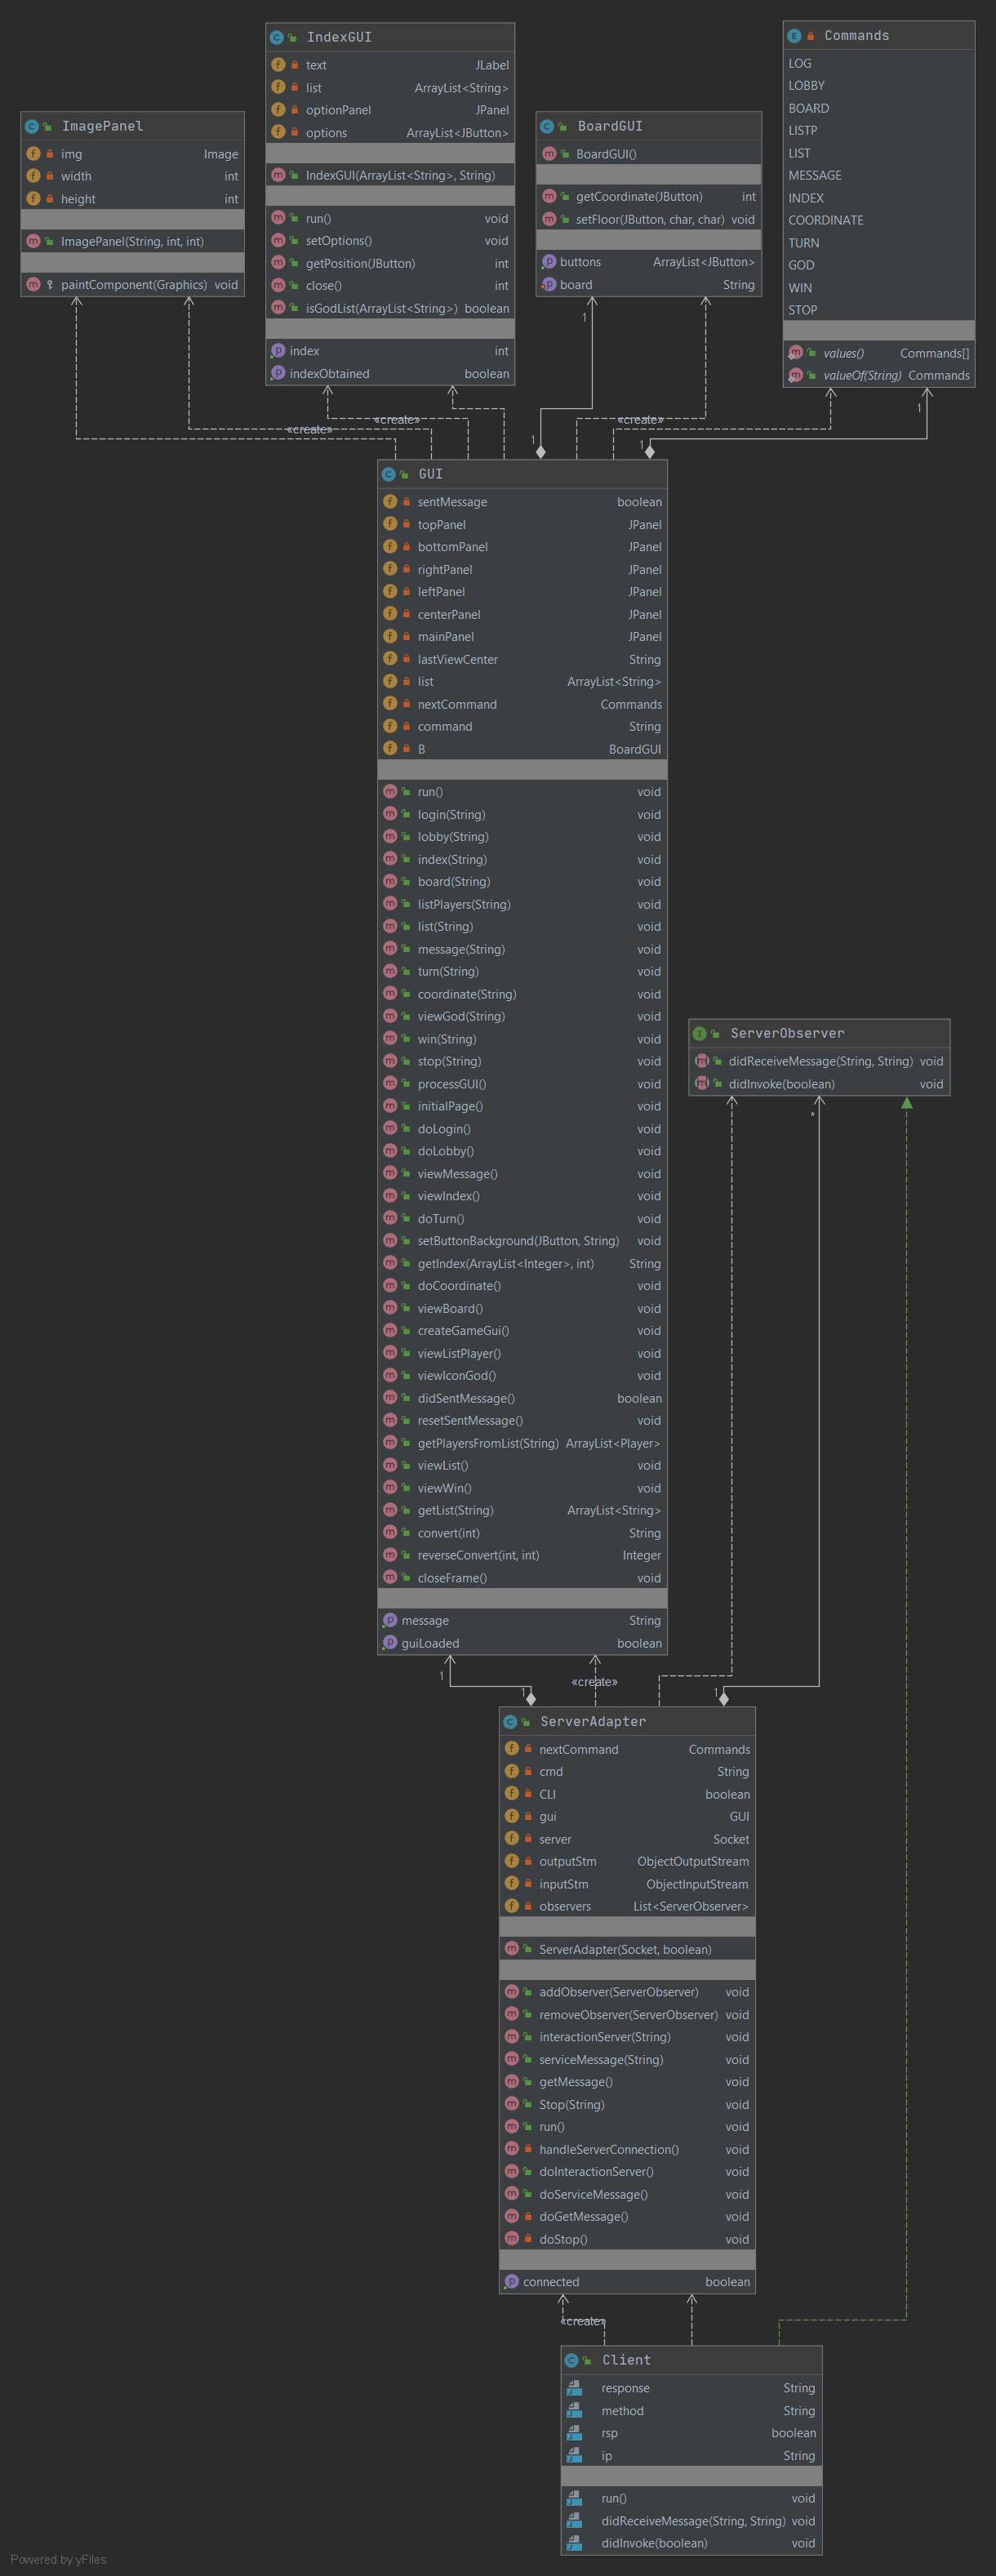 IndexGUI
text JLabel
list ArrayList<String>
optionPanel JPanel
options ArrayList<JButton>
IndexGUI(ArrayList<String>, String)
run() void
setOptions() void
getPosition(JButton) int
close() int
isGodList(ArrayList<String>) boolean
index int
indexObtained boolean
Commands
LOG
LOBBY
BOARD
LISTP
LIST
MESSAGE
INDEX
COORDINATE
TURN
GOD
WIN
STOP
values() Commands[]
valueOf(String) Commands
ImagePanel
img Image
width int
height int
ImagePanel(String, int, int)
paintComponent(Graphics) void
BoardGUI
BoardGUI()
getCoordinate(JButton) int
setFloor(JButton, char, char) void
buttons ArrayList<JButton>
board String
1
1
«create»
«create»
«create»
1
1
GUI
sentMessage boolean
topPanel JPanel
bottomPanel JPanel
rightPanel JPanel
leftPanel JPanel
centerPanel JPanel
mainPanel JPanel
lastViewCenter String
list ArrayList<String>
nextCommand Commands
command String
B BoardGUI
run() void
login(String) void
lobby(String) void
index(String) void
board(String) void
listPlayers(String) void
list(String) void
message(String) void
turn(String) void
coordinate(String) void
viewGod(String) void
win(String) void
stop(String) void
processGUI() void
initialPage() void
doLogin() void
doLobby() void
viewMessage() void
viewIndex() void
doTurn() void
setButtonBackground(JButton, String) void
getIndex(ArrayList<Integer>, int) String
doCoordinate() void
viewBoard() void
createGameGui() void
viewListPlayer() void
viewIconGod() void
didSentMessage() boolean
resetSentMessage() void
getPlayersFromList(String) ArrayList<Player>
viewList() void
viewWin() void
getList(String) ArrayList<String>
convert(int) String
reverseConvert(int, int) Integer
closeFrame() void
message String
guiLoaded boolean
ServerObserver
didReceiveMessage(String, String) void
didInvoke(boolean) void
*
1
«create»
1
1
ServerAdapter
nextCommand Commands
cmd String
CLI boolean
gui GUI
server Socket
outputStm ObjectOutputStream
inputStm ObjectInputStream
observers List<ServerObserver>
ServerAdapter(Socket, boolean)
addObserver(ServerObserver) void
removeObserver(ServerObserver) void
interactionServer(String) void
serviceMessage(String) void
getMessage() void
Stop(String) void
run() void
handleServerConnection() void
doInteractionServer() void
doServiceMessage() void
doGetMessage() void
doStop() void
connected boolean
«create»
Client
response String
method String
rsp boolean
ip String
run() void
didReceiveMessage(String, String) void
didInvoke(boolean) void
Powered by yFiles